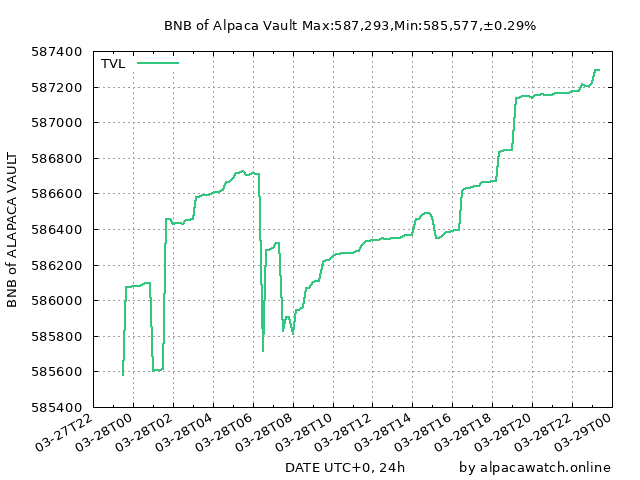 BNB of Alpaca Vault Max:587,293,Min:585,577,±0.29%
TVL
587400
587200
587000
586800
586600
586400
586200
586000
585800
585600
585400
BNB of ALAPACA VAULT
03-27T22
03-28T00
03-28T02
03-28T04
03-28T06
03-28T08
03-28T10
03-28T12
03-28T14
03-28T16
03-28T18
03-28T20
03-28T22
03-29T00
DATE UTC+0, 24h
by alpacawatch.online